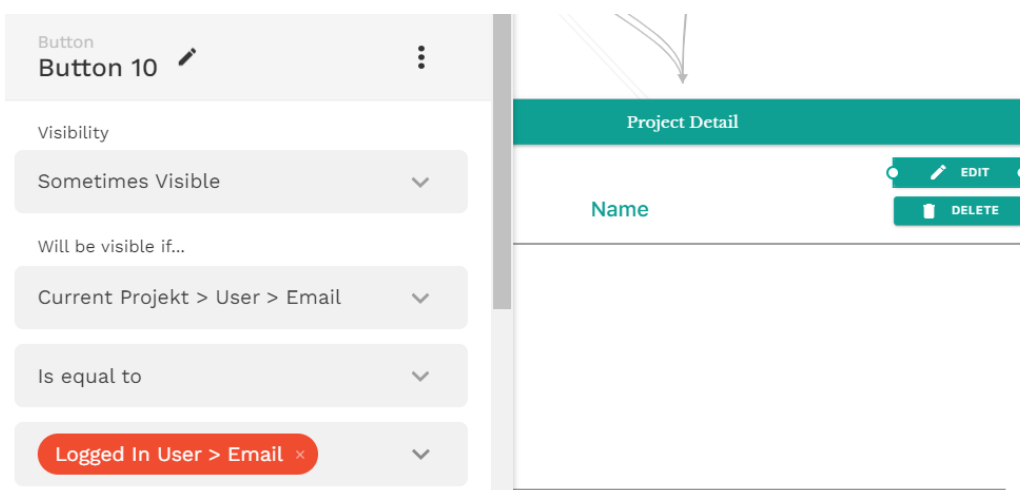 Button
Button 10
Visibility
Sometimes Visible
Will be visible if...
Current Projekt > User > Email
Is equal to
Logged In User > Email ×
Project Detail
Name
EDIT
DELETE